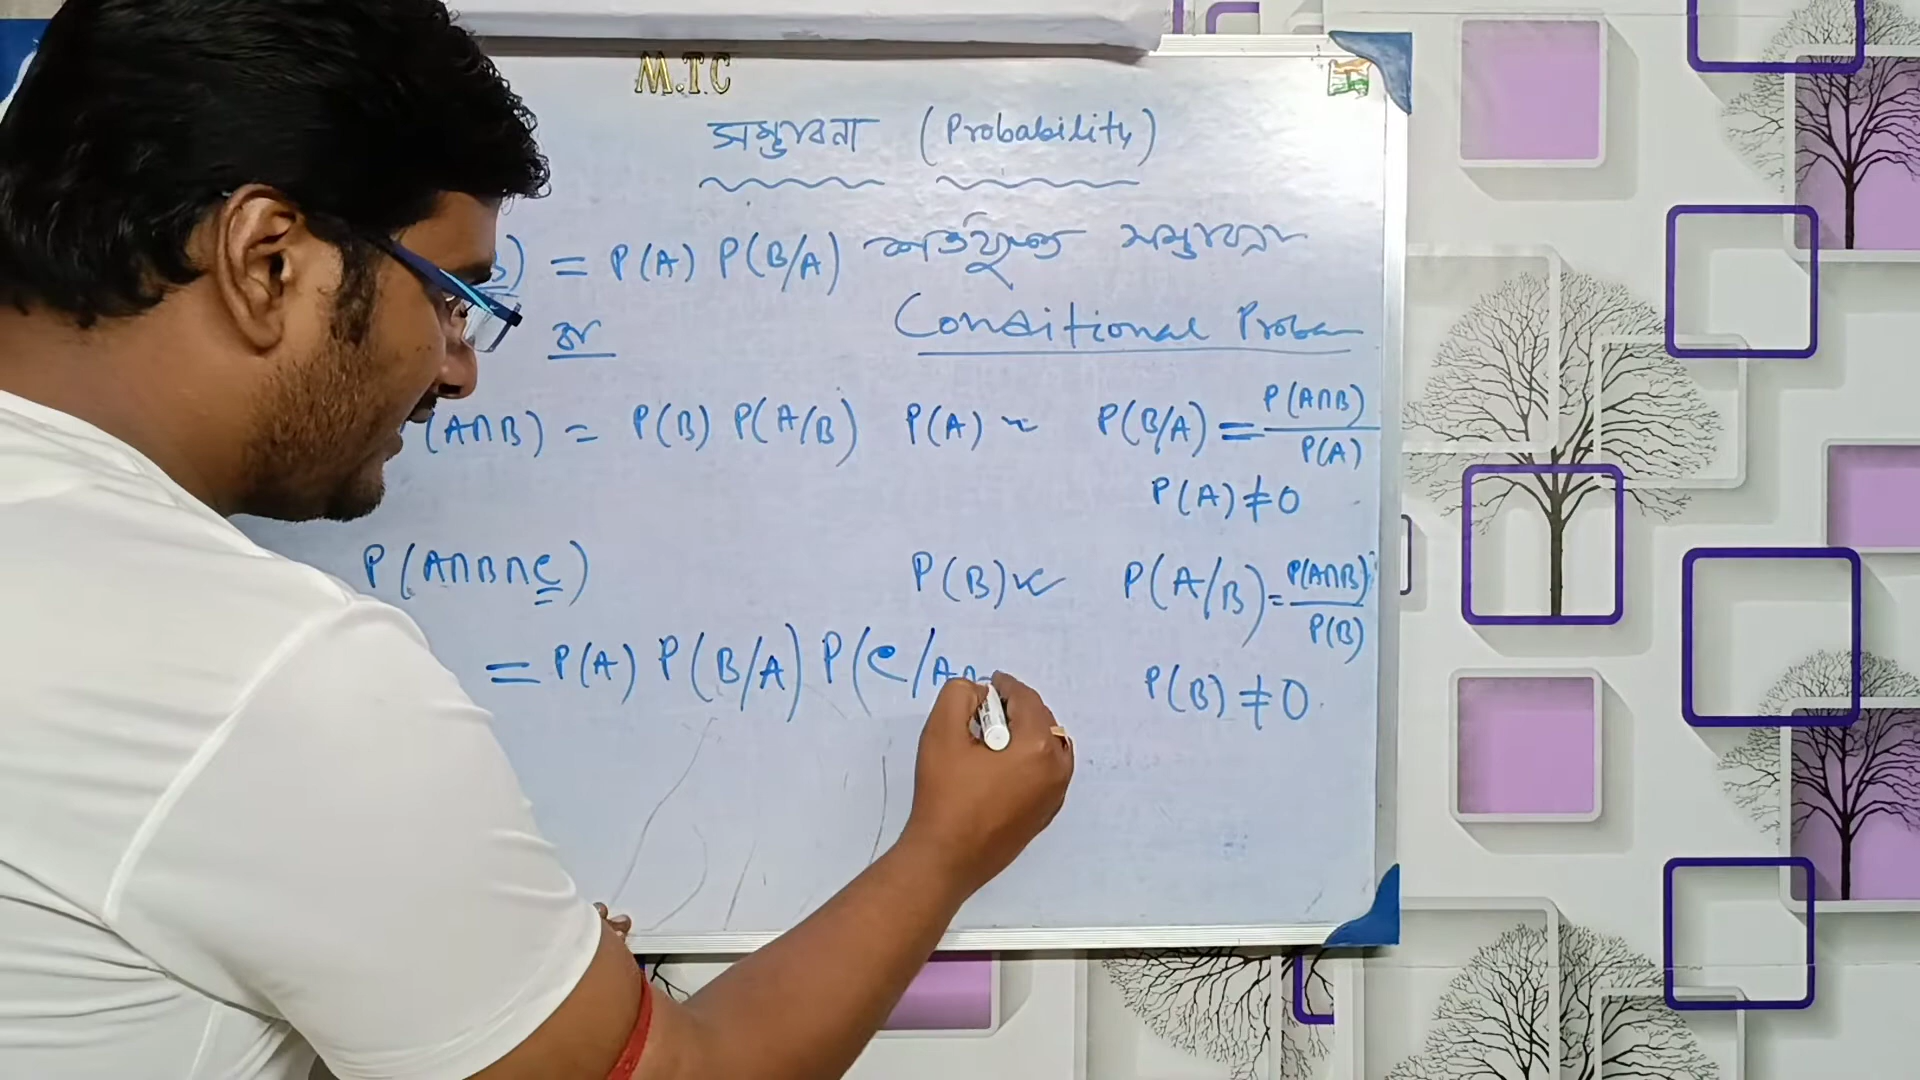 M.T.C
সম্ভাবনা (Probability)
B) = P(A) P(B/A) শর্তযুক্ত সম্ভাবনা
or
Conditional Proba
(A∩B) = P(B) P(A/B)
P(A) P(B/A) = P(A∩B)/P(A)
P(A) ≠ 0
P(A∩B∩C)
P(B) P(A/B) = P(A∩B)/P(B)
= P(A) P(B/A) P(C/A∩
P(B) ≠ 0.